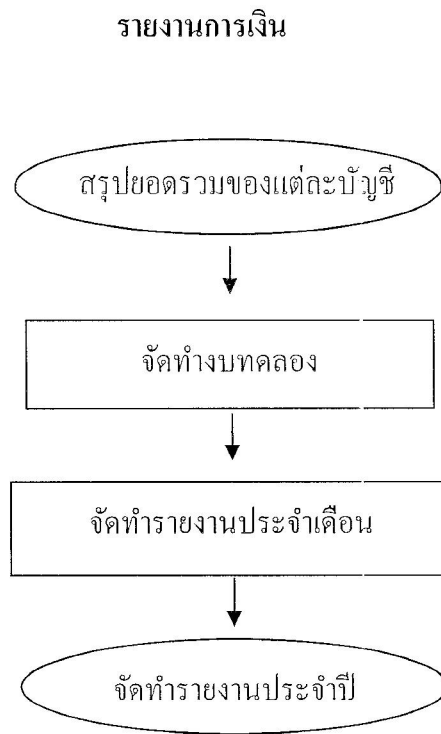 รายงานการเงิน
สรุปยอดรวมของแต่ละบัญชี
จัดทำงบทดลอง
จัดทำรายงานประจำเดือน
จัดทำรายงานประจำปี